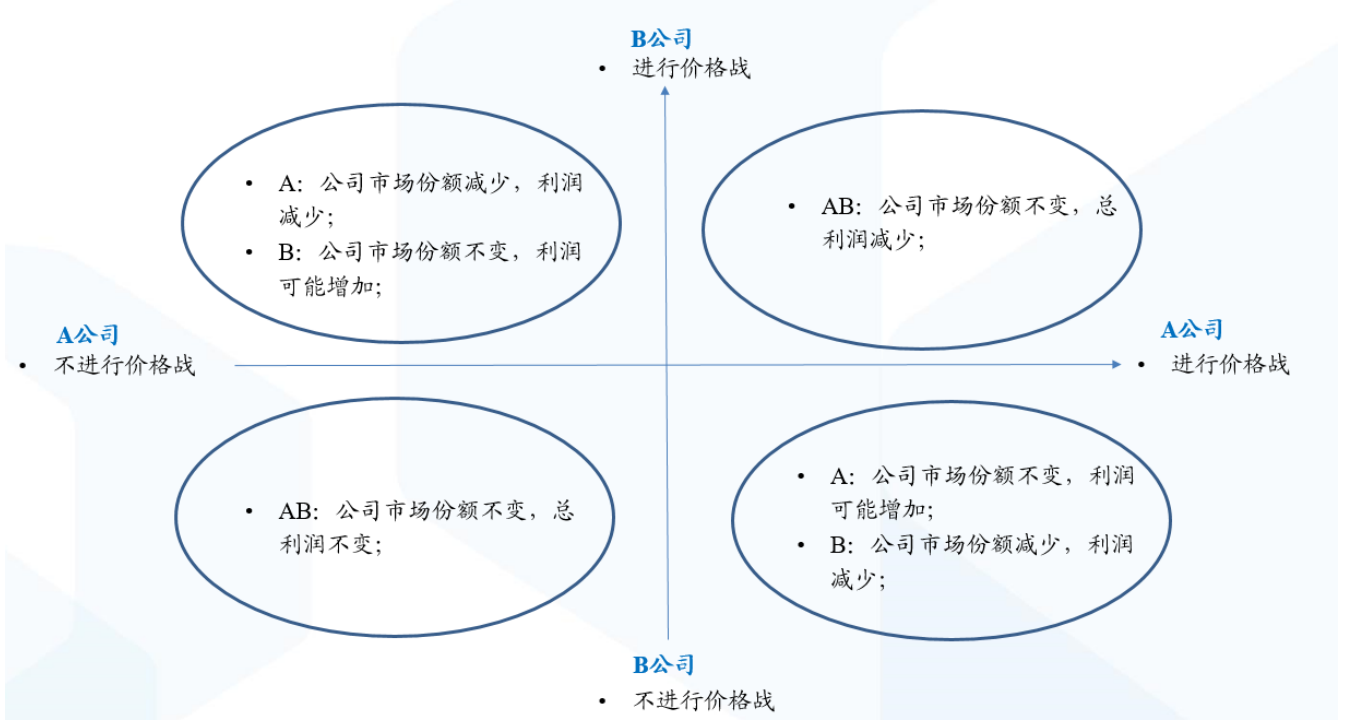 B公司
• 进行价格战
• A：公司市场份额减少，利润
减少；
• B：公司市场份额不变，利润
可能增加；
• AB：公司市场份额不变，总
利润减少；
A公司
• 不进行价格战
A公司
• 进行价格战
• AB：公司市场份额不变，总
利润不变；
• A：公司市场份额不变，利润
可能增加；
• B：公司市场份额减少，利润
减少；
B公司
• 不进行价格战